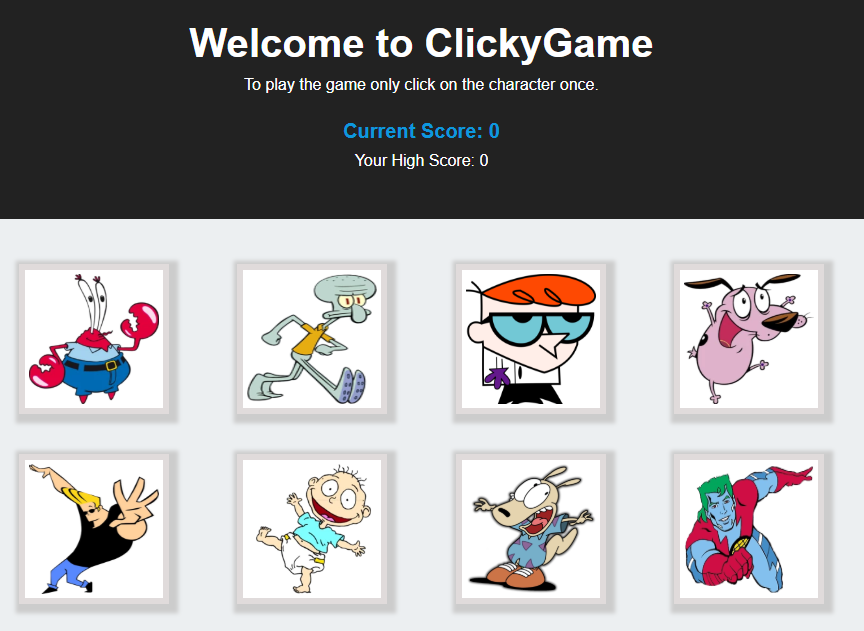 Welcome to ClickyGame
To play the game only click on the character once.
Current Score: 0
Your High Score: 0